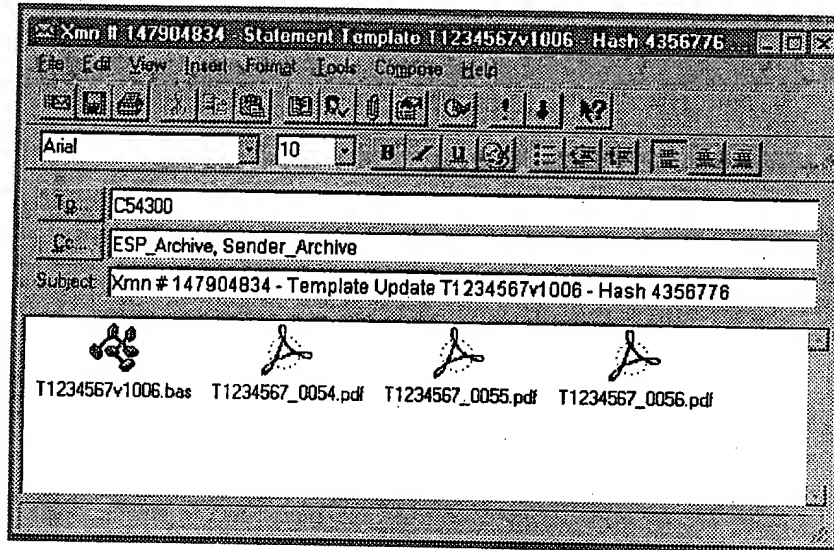 Xmn # 147904834 - Statement Template T1234567v1006 - Hash 4356776 ...
File Edit View Insert Format Tools Compose Help
Arial 10 B I U
To... C54300
Cc... ESP_Archive, Sender_Archive
Subject: Xmn # 147904834 - Template Update T1234567v1006 - Hash 4356776
T1234567v1006.bas T1234567_0054.pdf T1234567_0055.pdf T1234567_0056.pdf